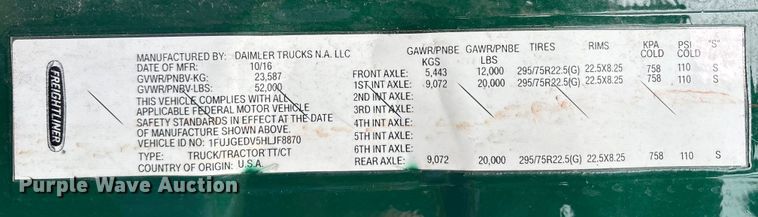 FREIGHTLINER
MANUFACTURED BY: DAIMLER TRUCKS N.A. LLC
DATE OF MFR: 10/16
GVWR/PNBV-KG: 23,587
GVWR/PNBV-LBS: 52,000
THIS VEHICLE COMPLIES WITH ALL
APPLICABLE FEDERAL MOTOR VEHICLE
SAFETY STANDARDS IN EFFECT AT THE DATE
OF MANUFACTURE SHOWN ABOVE.
VEHICLE ID NO: 1FUJGEDV5HLJF8870
TYPE: TRUCK/TRACTOR TT/CT
COUNTRY OF ORIGIN: U.S.A.
GAWR/PNBE KGS GAWR/PNBE LBS TIRES RIMS KPA COLD PSI COLD "S"
FRONT AXLE: 5,443 12,000 295/75R22.5(G) 22.5X8.25 758 110 S
1ST INT AXLE: 9,072 20,000 295/75R22.5(G) 22.5X8.25 758 110 S
2ND INT AXLE:
3RD INT AXLE:
4TH INT AXLE:
5TH INT AXLE:
6TH INT AXLE:
REAR AXLE: 9,072 20,000 295/75R22.5(G) 22.5X8.25 758 110 S
Purple Wave Auction